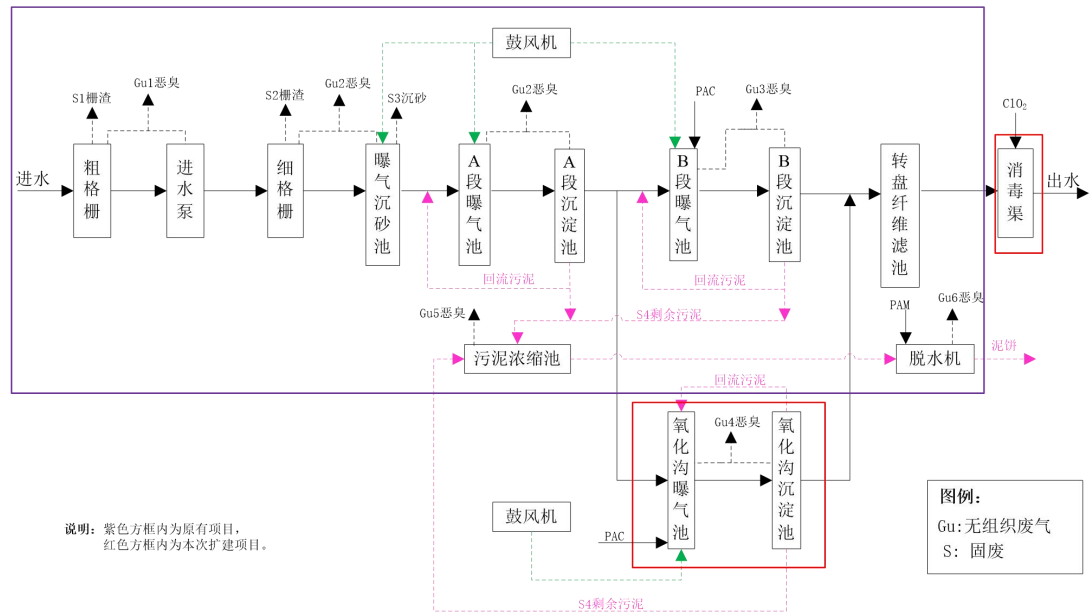 鼓风机
S1栅渣
Gu1恶臭
S2栅渣
Gu2恶臭
S3沉砂
Gu2恶臭
PAC
Gu3恶臭
ClO₂
进水
粗格栅
进水泵
细格栅
曝气沉砂池
A段曝气池
A段沉淀池
B段曝气池
B段沉淀池
转盘纤维滤池
消毒渠
出水
回流污泥
回流污泥
S4剩余污泥
Gu5恶臭
PAM
Gu6恶臭
污泥浓缩池
脱水机
泥饼
回流污泥
氧化沟曝气池
Gu4恶臭
氧化沟沉淀池
鼓风机
PAC
S4剩余污泥
说明：紫色方框内为原有项目，
红色方框内为本次扩建项目。
图例：
Gu:无组织废气
S: 固废